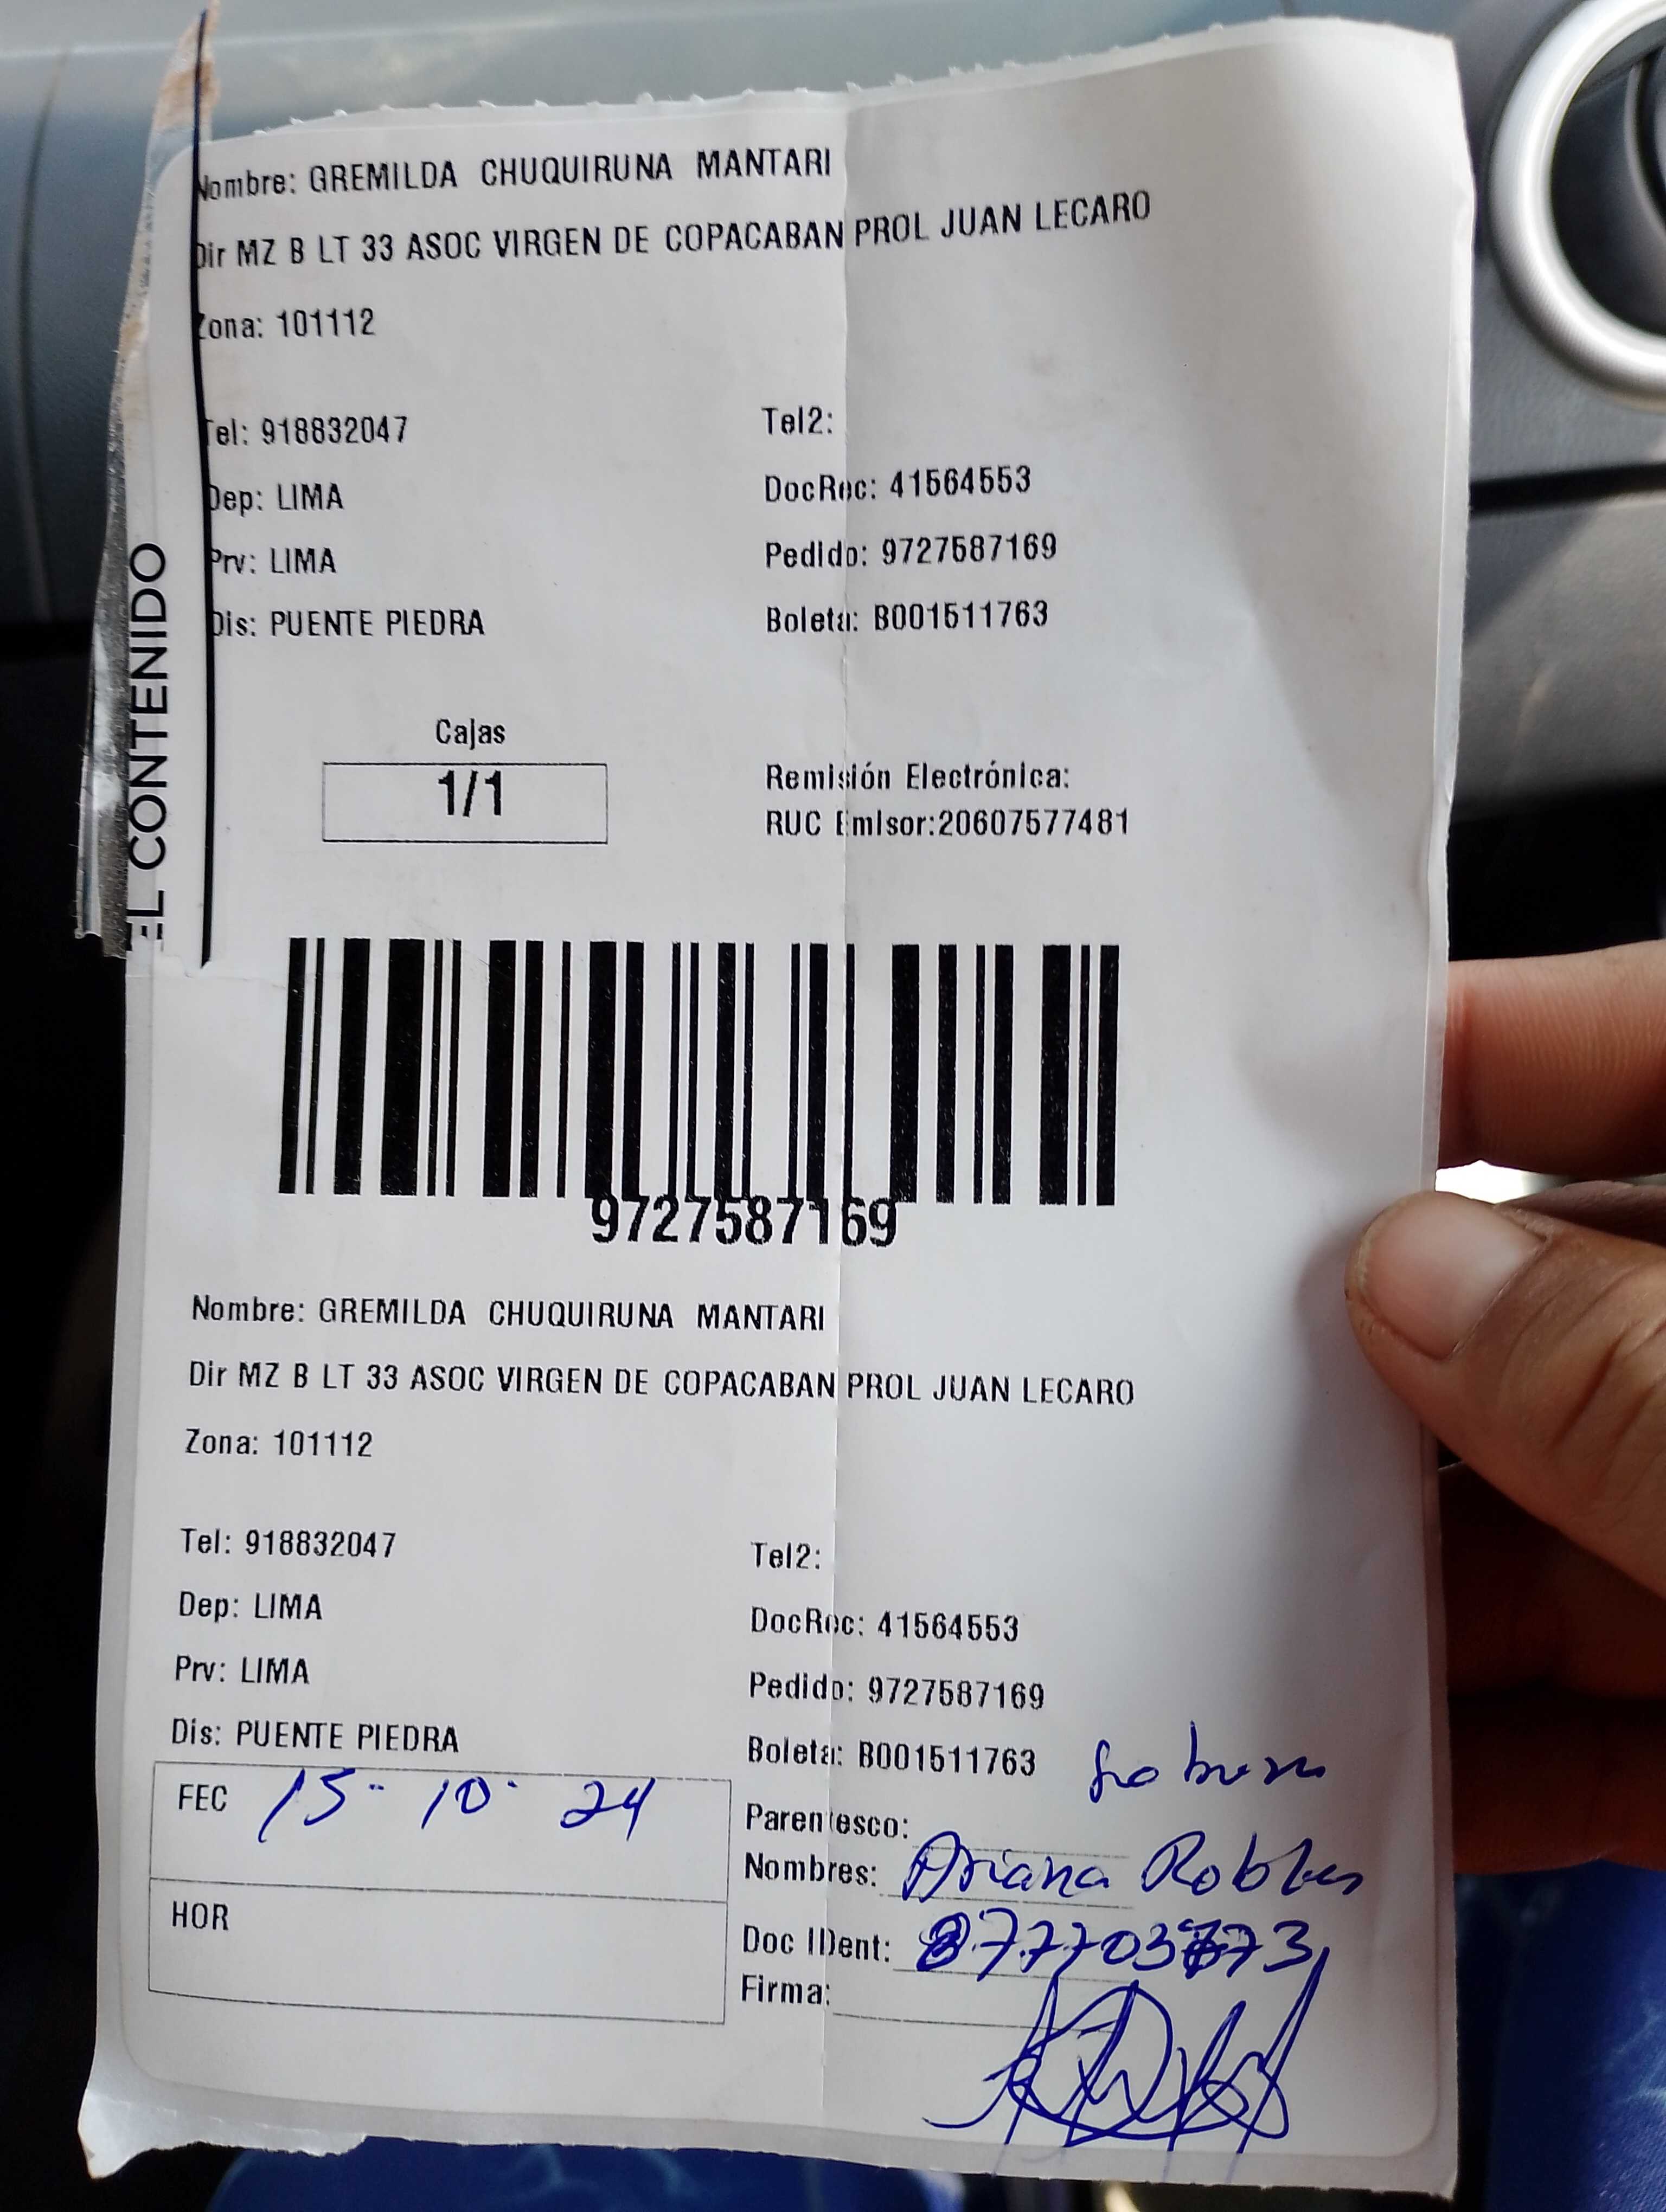 EL CONTENIDO
Nombre: GREMILDA CHUQUIRUNA MANTARI
Dir MZ B LT 33 ASOC VIRGEN DE COPACABAN PROL JUAN LECARO
Zona: 101112
Tel: 918832047 Tel2:
Dep: LIMA DocRec: 41564553
Prv: LIMA Pedido: 9727587169
Dis: PUENTE PIEDRA Boleta: B001511763
Cajas
1/1
Remisión Electrónica:
RUC Emisor:20607577481
9727587169
Nombre: GREMILDA CHUQUIRUNA MANTARI
Dir MZ B LT 33 ASOC VIRGEN DE COPACABAN PROL JUAN LECARO
Zona: 101112
Tel: 918832047 Tel2:
Dep: LIMA DocRec: 41564553
Prv: LIMA Pedido: 9727587169
Dis: PUENTE PIEDRA Boleta: B001511763
FEC 15-10-24
HOR
Parentesco:
Nombres: Ariana Robles
Doc IDent:
Firma: